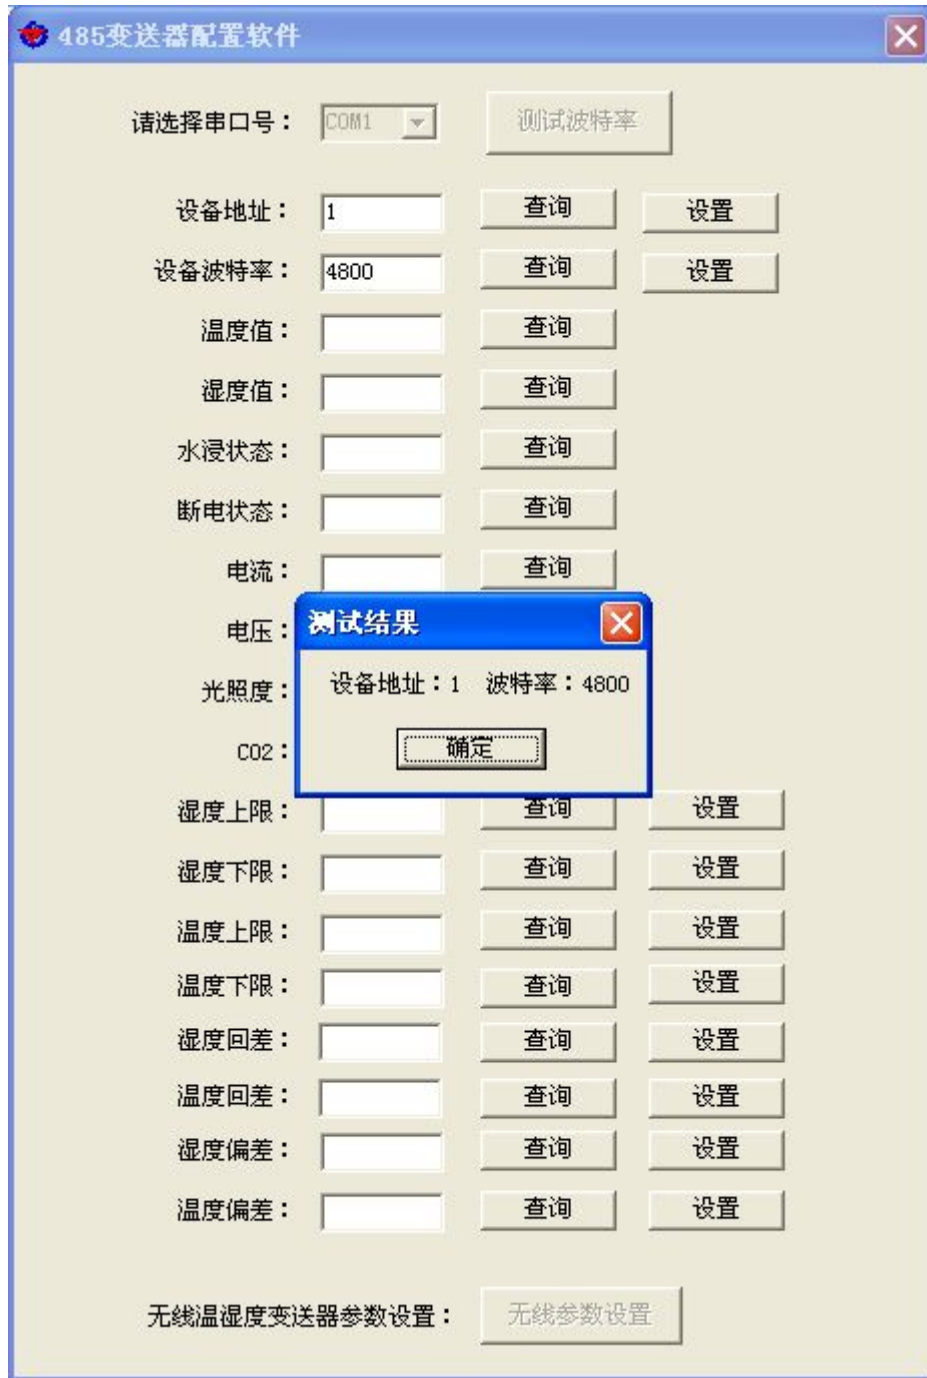 485变送器配置软件
请选择串口号： COM1 测试波特率
设备地址： 1 查询 设置
设备波特率： 4800 查询 设置
温度值： 查询
湿度值： 查询
水浸状态： 查询
断电状态： 查询
电流： 查询
电压：
测试结果
光照度：
设备地址：1 波特率：4800
CO2：
确定
湿度上限： 查询 设置
湿度下限： 查询 设置
温度上限： 查询 设置
温度下限： 查询 设置
湿度回差： 查询 设置
温度回差： 查询 设置
湿度偏差： 查询 设置
温度偏差： 查询 设置
无线温湿度变送器参数设置： 无线参数设置